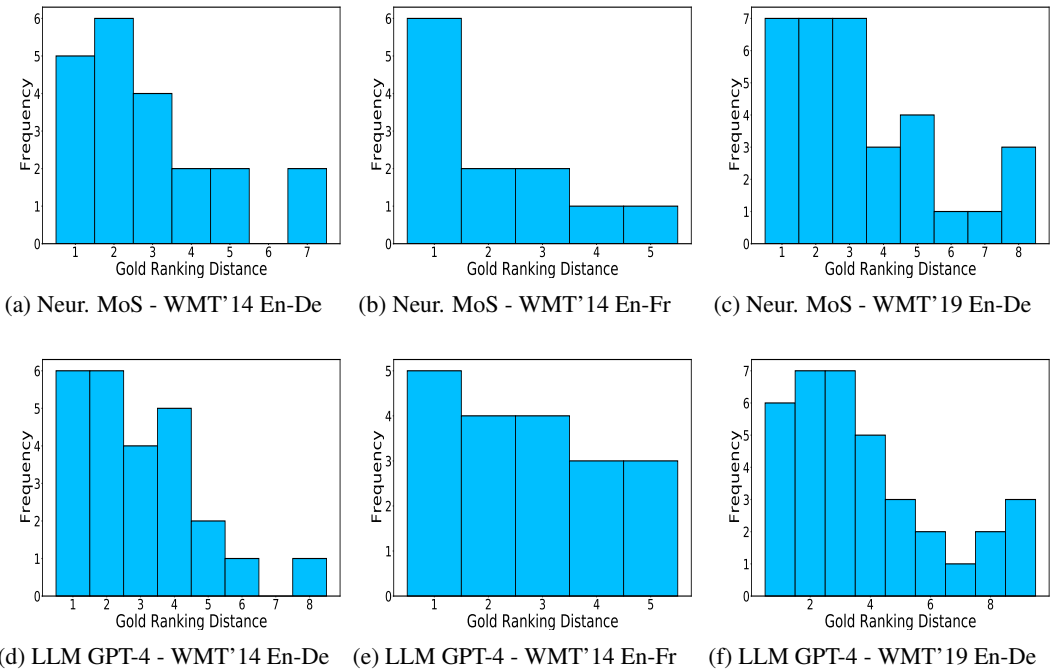 6
5
4
3
2
1
0
Frequency
1 2 3 4 5 6 7
Gold Ranking Distance
(a) Neur. MoS - WMT'14 En-De
6
5
4
3
2
1
0
Frequency
1 2 3 4 5
Gold Ranking Distance
(b) Neur. MoS - WMT'14 En-Fr
7
6
5
4
3
2
1
0
Frequency
1 2 3 4 5 6 7 8
Gold Ranking Distance
(c) Neur. MoS - WMT'19 En-De
6
5
4
3
2
1
0
Frequency
1 2 3 4 5 6 7 8
Gold Ranking Distance
(d) LLM GPT-4 - WMT'14 En-De
5
4
3
2
1
0
Frequency
1 2 3 4 5
Gold Ranking Distance
(e) LLM GPT-4 - WMT'14 En-Fr
7
6
5
4
3
2
1
0
Frequency
2 4 6 8
Gold Ranking Distance
(f) LLM GPT-4 - WMT'19 En-De